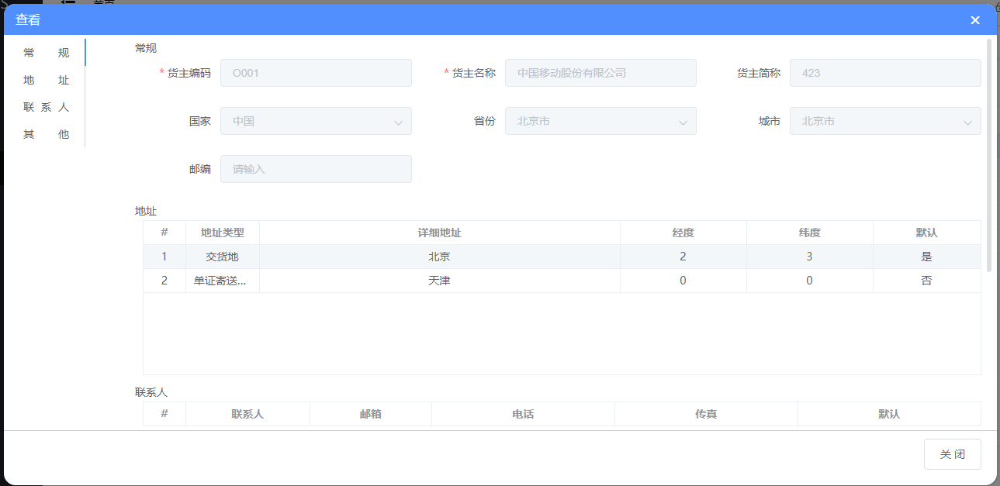 查看
常 规
地 址
联 系 人
其 他
常规
* 货主编码 O001 * 货主名称 中国移动股份有限公司 货主简称 423
国家 中国 省份 北京市 城市 北京市
邮编 请输入
地址
# 地址类型 详细地址 经度 纬度 默认
1 交货地 北京 2 3 是
2 单证寄送... 天津 0 0 否
联系人
# 联系人 邮箱 电话 传真 默认
关 闭